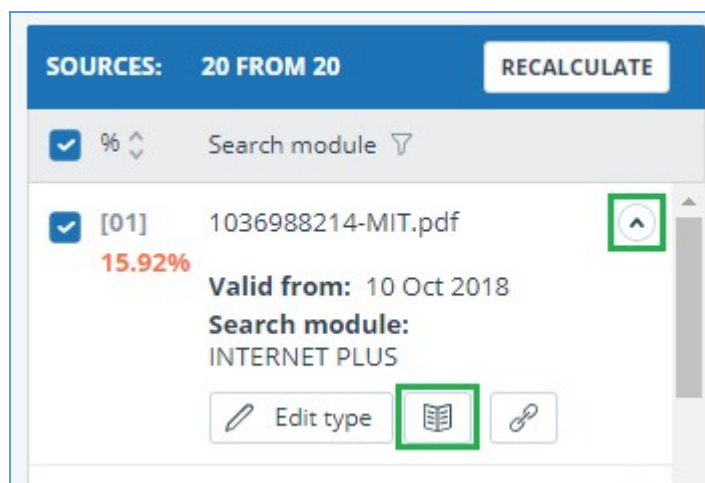 SOURCES: 20 FROM 20 RECALCULATE
% Search module
[01] 1036988214-MIT.pdf
15.92%
Valid from: 10 Oct 2018
Search module:
INTERNET PLUS
Edit type